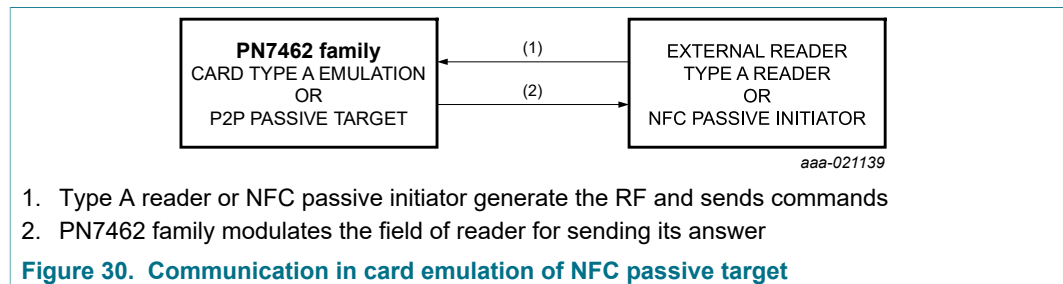 PN7462 family
CARD TYPE A EMULATION
OR
P2P PASSIVE TARGET
(1)
(2)
EXTERNAL READER
TYPE A READER
OR
NFC PASSIVE INITIATOR
aaa-021139
1. Type A reader or NFC passive initiator generate the RF and sends commands
2. PN7462 family modulates the field of reader for sending its answer
Figure 30. Communication in card emulation of NFC passive target